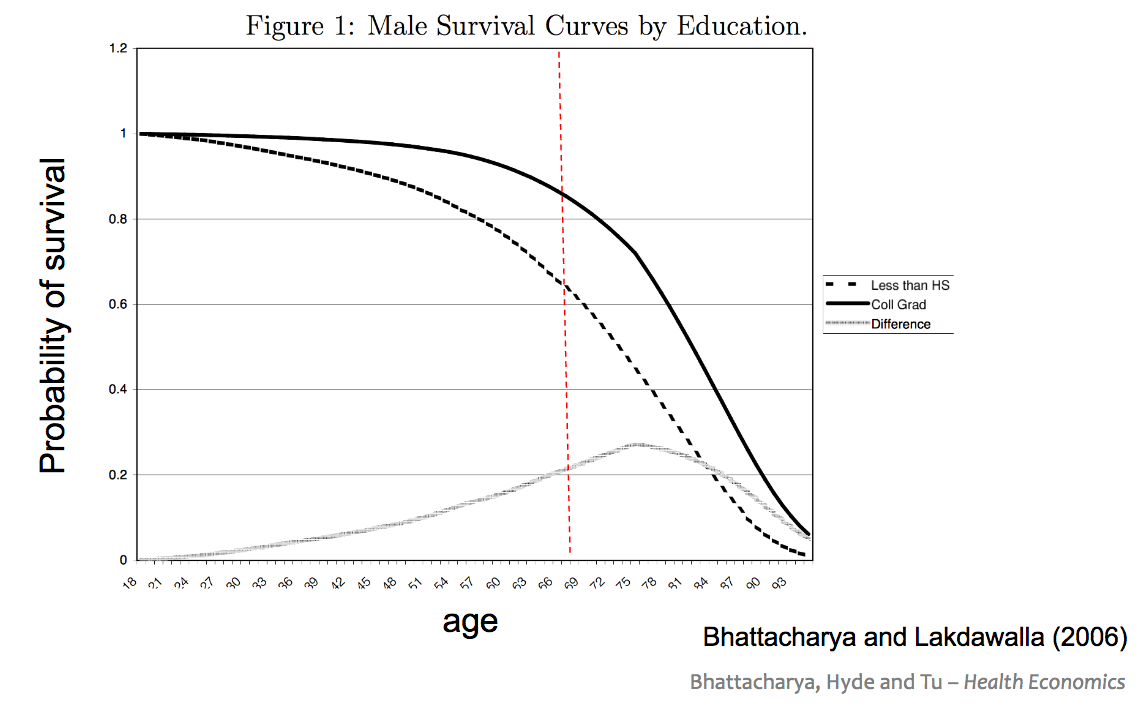 Figure 1: Male Survival Curves by Education.
Probability of survival
1.2
1
0.8
0.6
0.4
0.2
0
18 21 24 27 30 33 36 39 42 45 48 51 54 57 60 63 66 69 72 75 78 81 84 87 90 93
age
Less than HS
Coll Grad
Difference
Bhattacharya and Lakdawalla (2006)
Bhattacharya, Hyde and Tu – Health Economics